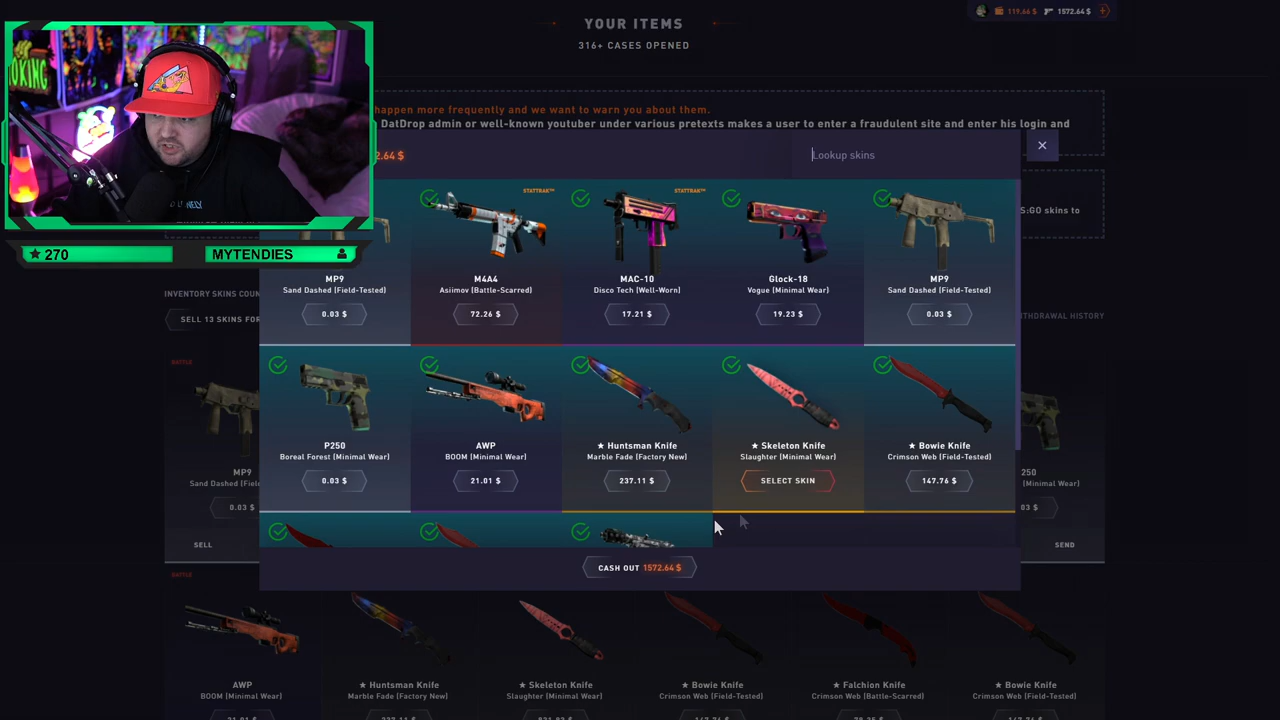 YOUR ITEMS
316+ CASES OPENED
119.66 $
1572.64 $
happen more frequently and we want to warn you about them.
DatDrop admin or well-known youtuber under various pretexts makes a user to enter a fraudulent site and enter his login and
2.64 $
Lookup skins
S:GO skins to
270
MYTENDIES
STATTRAK™
STATTRAK™
MP9
Sand Dashed (Field-Tested)
0.03 $
M4A4
Asiimov (Battle-Scarred)
72.26 $
MAC-10
Disco Tech (Well-Worn)
17.21 $
Glock-18
Vogue (Minimal Wear)
19.23 $
MP9
Sand Dashed (Field-Tested)
0.03 $
INVENTORY SKINS COUN
THDRAWAL HISTORY
SELL 13 SKINS FOR
BATTLE
P250
Boreal Forest (Minimal Wear)
0.03 $
AWP
BOOM (Minimal Wear)
21.01 $
★ Huntsman Knife
Marble Fade (Factory New)
237.11 $
★ Skeleton Knife
Slaughter (Minimal Wear)
SELECT SKIN
★ Bowie Knife
Crimson Web (Field-Tested)
147.76 $
MP9
Sand Dashed (Field
0.03 $
SELL
250
(Minimal Wear)
03 $
SEND
CASH OUT 1572.64 $
BATTLE
AWP
BOOM (Minimal Wear)
★ Huntsman Knife
Marble Fade (Factory New)
★ Skeleton Knife
Slaughter (Minimal Wear)
★ Bowie Knife
Crimson Web (Field-Tested)
★ Falchion Knife
Crimson Web (Battle-Scarred)
★ Bowie Knife
Crimson Web (Field-Tested)